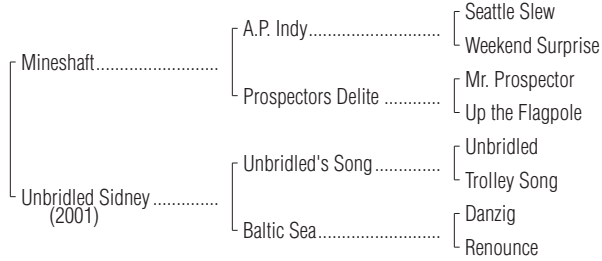 Seattle Slew
A.P. Indy..............................
Weekend Surprise
Mineshaft............................
Mr. Prospector
Prospectors Delite .............
Up the Flagpole
Unbridled
Unbridled's Song...............
Trolley Song
Unbridled Sidney ...............
(2001)
Danzig
Baltic Sea............................
Renounce